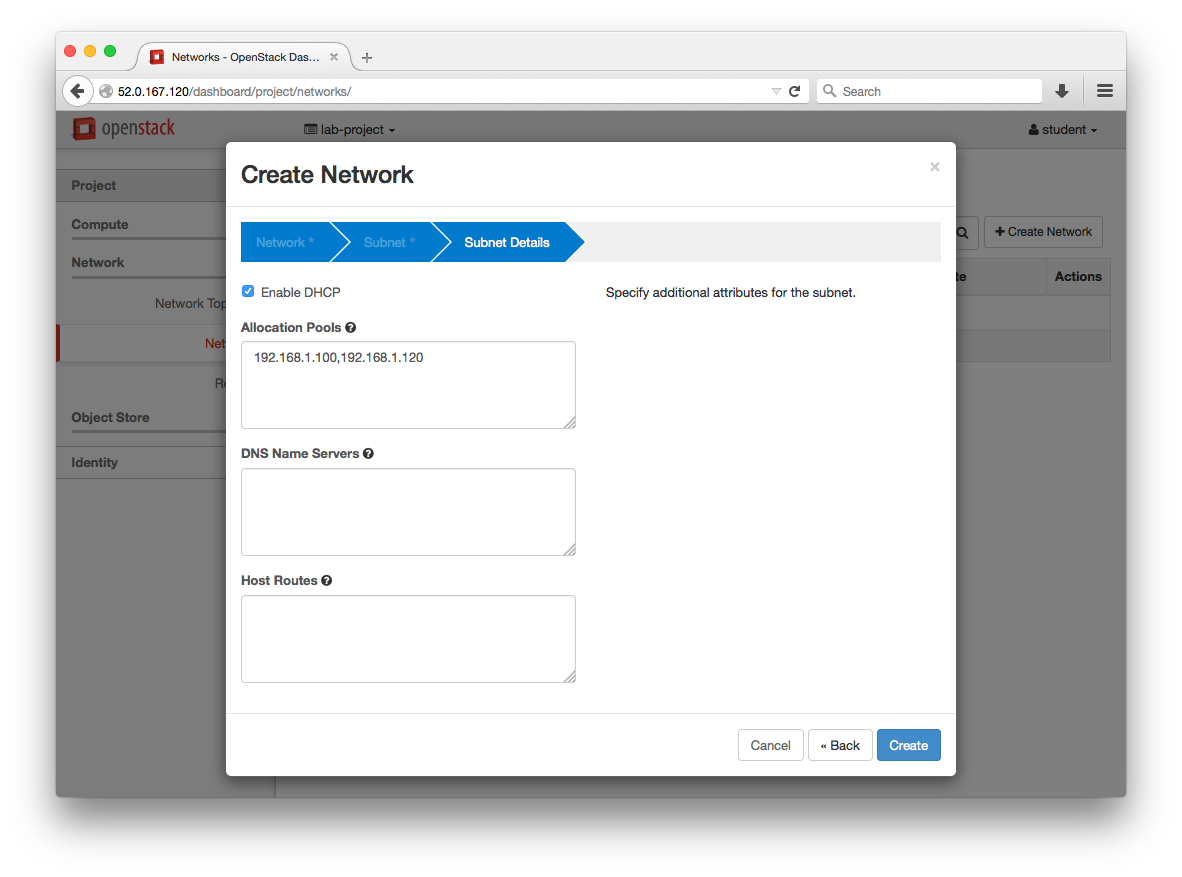 Networks - OpenStack Das...
52.0.167.120/dashboard/project/networks/
Search
openstack
lab-project
student
Create Network
×
Project
Network *
Subnet *
Subnet Details
Compute
+ Create Network
Network
Actions
Enable DHCP
Specify additional attributes for the subnet.
Network Top
Allocation Pools
Net
192.168.1.100,192.168.1.120
Re
Object Store
DNS Name Servers
Identity
Host Routes
Cancel
« Back
Create